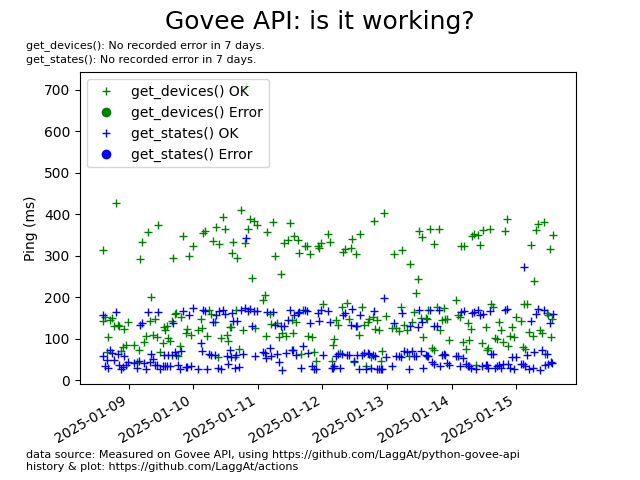 Govee API: is it working?
get_devices(): No recorded error in 7 days.
get_states(): No recorded error in 7 days.
get_devices() OK
get_devices() Error
get_states() OK
get_states() Error
700
600
500
400
300
200
100
0
Ping (ms)
2025-01-09
2025-01-10
2025-01-11
2025-01-12
2025-01-13
2025-01-14
2025-01-15
data source: Measured on Govee API, using https://github.com/LaggAt/python-govee-api
history & plot: https://github.com/LaggAt/actions